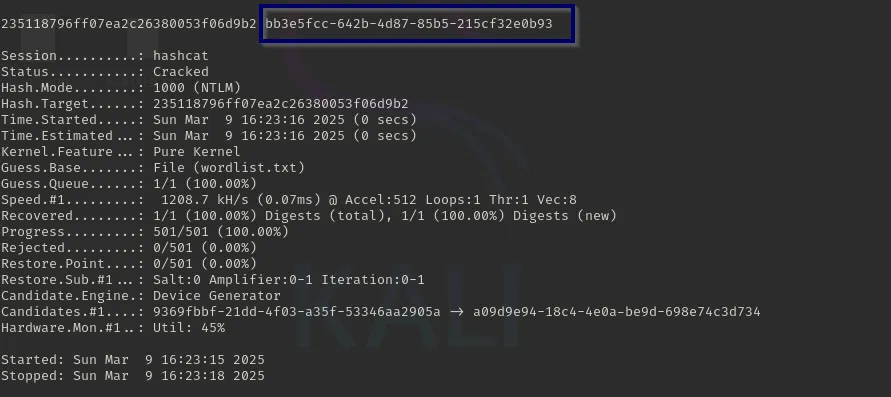 235118796ff07ea2c26380053f06d9b2:bb3e5fcc-642b-4d87-85b5-215cf32e0b93
Session..........: hashcat
Status...........: Cracked
Hash.Mode........: 1000 (NTLM)
Hash.Target......: 235118796ff07ea2c26380053f06d9b2
Time.Started.....: Sun Mar  9 16:23:16 2025 (0 secs)
Time.Estimated...: Sun Mar  9 16:23:16 2025 (0 secs)
Kernel.Feature...: Pure Kernel
Guess.Base.......: File (wordlist.txt)
Guess.Queue......: 1/1 (100.00%)
Speed.#1.........:  1208.7 kH/s (0.07ms) @ Accel:512 Loops:1 Thr:1 Vec:8
Recovered........: 1/1 (100.00%) Digests (total), 1/1 (100.00%) Digests (new)
Progress.........: 501/501 (100.00%)
Rejected.........: 0/501 (0.00%)
Restore.Point....: 0/501 (0.00%)
Restore.Sub.#1...: Salt:0 Amplifier:0-1 Iteration:0-1
Candidate.Engine.: Device Generator
Candidates.#1....: 9369fbbf-21dd-4f03-a35f-53346aa2905a -> a09d9e94-18c4-4e0a-be9d-698e74c3d734
Hardware.Mon.#1..: Util: 45%
Started: Sun Mar  9 16:23:15 2025
Stopped: Sun Mar  9 16:23:18 2025
KALI